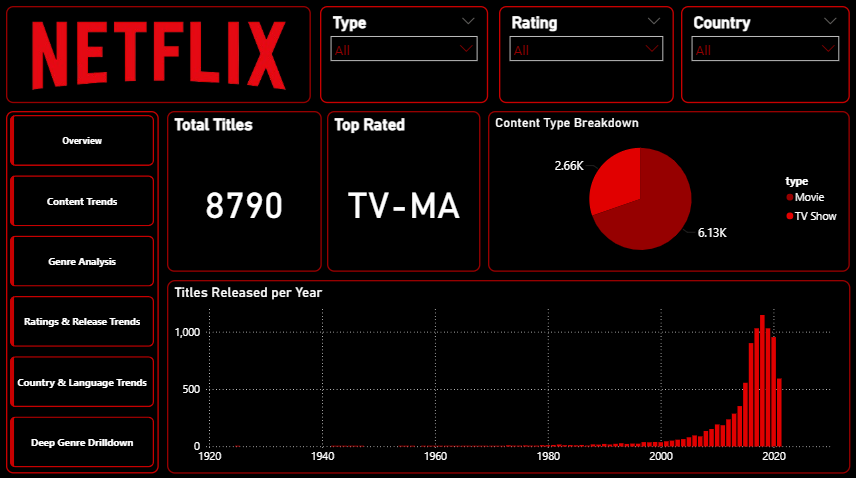 NETFLIX
Type
All
Rating
All
Country
All
Overview
Content Trends
Genre Analysis
Ratings & Release Trends
Country & Language Trends
Deep Genre Drilldown
Total Titles
8790
Top Rated
TV-MA
Content Type Breakdown
2.66K
6.13K
type
Movie
TV Show
Titles Released per Year
1,000
500
0
1920 1940 1960 1980 2000 2020